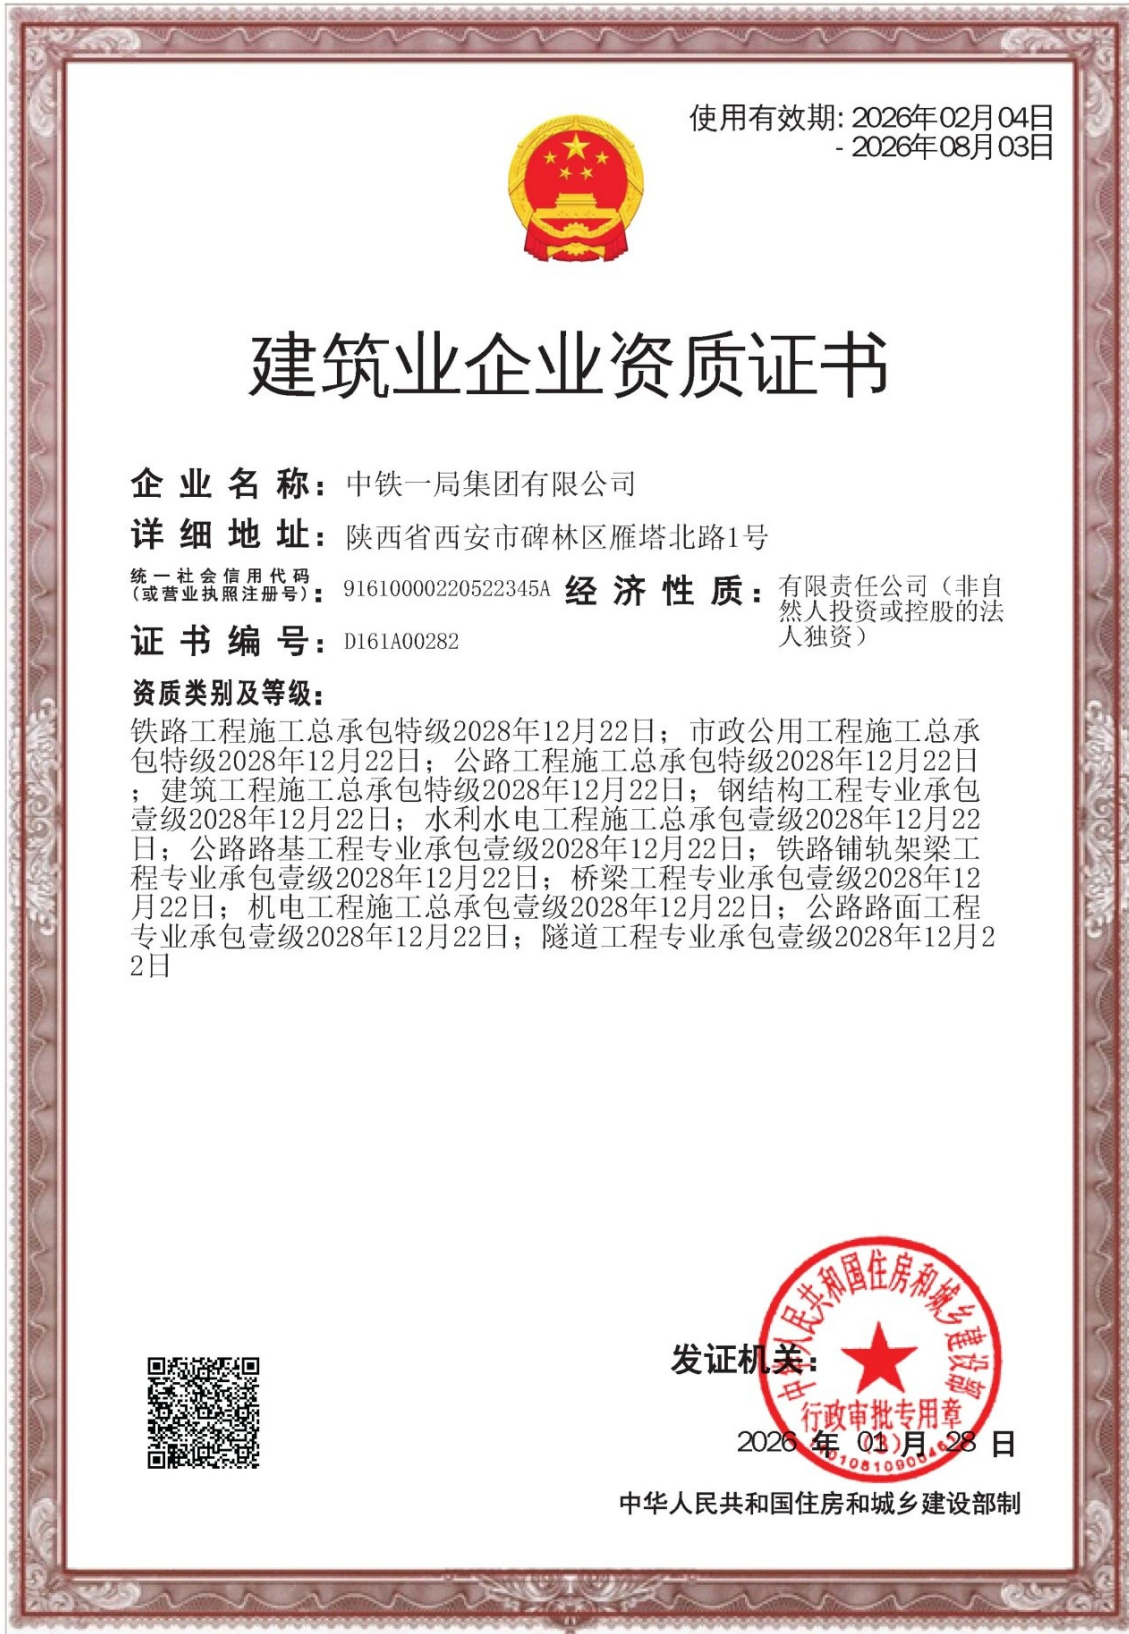 使用有效期: 2026年02月04日
- 2026年08月03日
建筑业企业资质证书
企业名称：中铁一局集团有限公司
详细地址：陕西省西安市碑林区雁塔北路1号
统一社会信用代码
(或营业执照注册号)：91610000220522345A
经济性质：有限责任公司（非自
然人投资或控股的法
人独资）
证书编号：D161A00282
资质类别及等级：
铁路工程施工总承包特级2028年12月22日；市政公用工程施工总承
包特级2028年12月22日；公路工程施工总承包特级2028年12月22日
；建筑工程施工总承包特级2028年12月22日；钢结构工程专业承包
壹级2028年12月22日；水利水电工程施工总承包壹级2028年12月22
日；公路路基工程专业承包壹级2028年12月22日；铁路铺轨架梁工
程专业承包壹级2028年12月22日；桥梁工程专业承包壹级2028年12
月22日；机电工程施工总承包壹级2028年12月22日；公路路面工程
专业承包壹级2028年12月22日；隧道工程专业承包壹级2028年12月2
2日
发证机关：
中华人民共和国住房和城乡建设部
行政审批专用章
2026 年 01 月 28 日
中华人民共和国住房和城乡建设部制